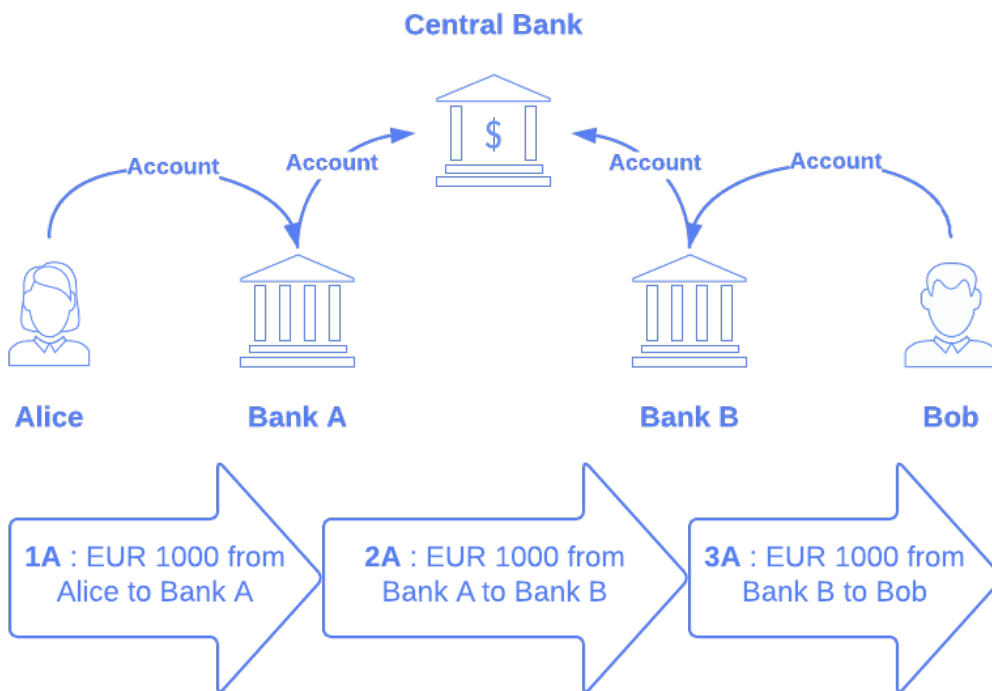 Central Bank
$
Account
Account
Account
Account
Alice
Bank A
Bank B
Bob
1A : EUR 1000 from
Alice to Bank A
2A : EUR 1000 from
Bank A to Bank B
3A : EUR 1000 from
Bank B to Bob